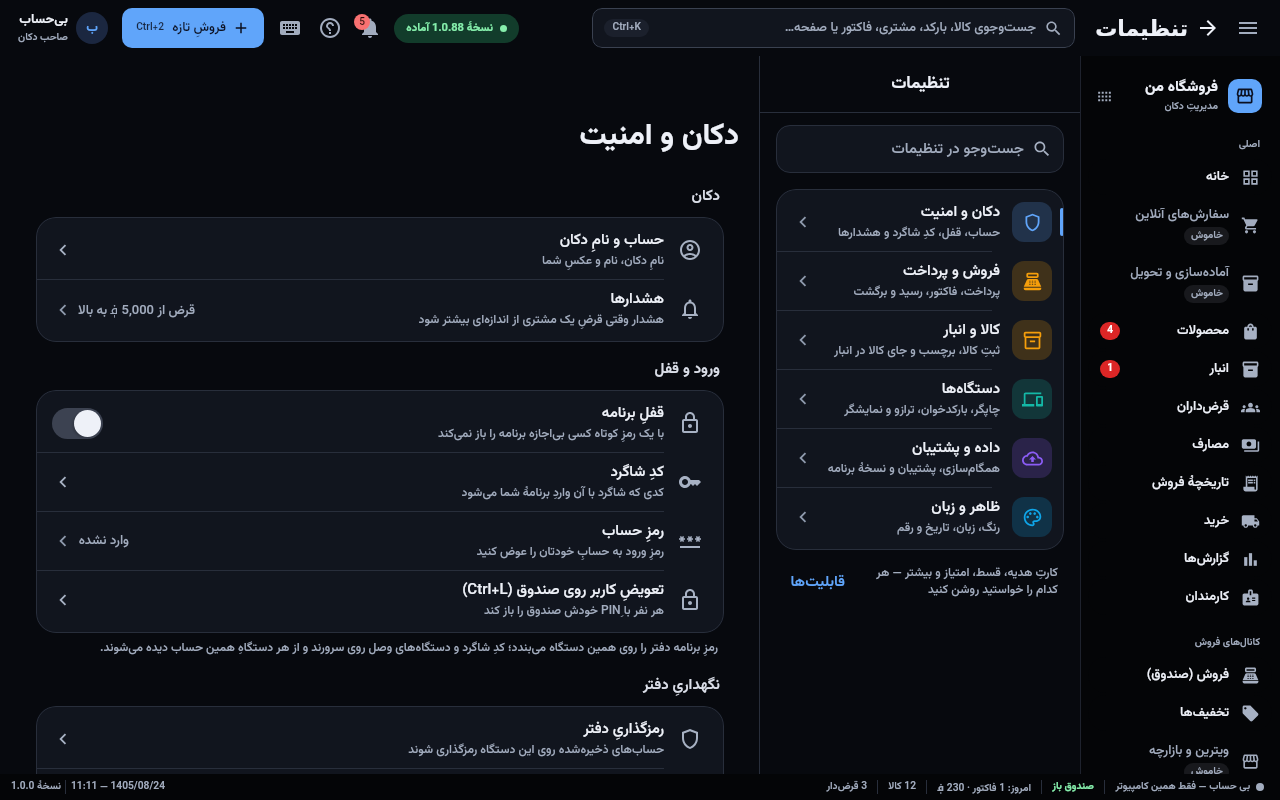 تنظیمات
جست‌وجوی کالا، بارکد، مشتری، فاکتور یا صفحه…
Ctrl+K
نسخهٔ 1.0.88 آماده
5
فروشِ تازه
Ctrl+2
بی‌حساب
صاحب دکان
ب
فروشگاه من
مدیریتِ دکان
اصلی
خانه
سفارش‌های آنلاین
خاموش
آماده‌سازی و تحویل
خاموش
محصولات
4
انبار
1
قرض‌داران
مصارف
تاریخچهٔ فروش
خرید
گزارش‌ها
کارمندان
کانال‌های فروش
فروش (صندوق)
تخفیف‌ها
ویترین و بازارچه
خاموش
تنظیمات
جست‌وجو در تنظیمات
دکان و امنیت
حساب، قفل، کدِ شاگرد و هشدارها
فروش و پرداخت
پرداخت، فاکتور، رسید و برگشت
کالا و انبار
ثبتِ کالا، برچسب و جای کالا در انبار
دستگاه‌ها
چاپگر، بارکدخوان، ترازو و نمایشگر
داده و پشتیبان
همگام‌سازی، پشتیبان و نسخهٔ برنامه
ظاهر و زبان
رنگ، زبان، تاریخ و رقم
کارتِ هدیه، قسط، امتیاز و بیشتر — هر
کدام را خواستید روشن کنید
قابلیت‌ها
دکان و امنیت
دکان
حساب و نامِ دکان
نامِ دکان، نام و عکسِ شما
هشدارها
هشدار وقتی قرضِ یک مشتری از اندازه‌ای بیشتر شود
قرض از 5,000 ؋ به بالا
ورود و قفل
قفلِ برنامه
با یک رمزِ کوتاه کسی بی‌اجازه برنامه را باز نمی‌کند
کدِ شاگرد
کدی که شاگرد با آن واردِ برنامهٔ شما می‌شود
رمزِ حساب
رمزِ ورود به حسابِ خودتان را عوض کنید
وارد نشده
تعویضِ کاربر روی صندوق (Ctrl+L)
هر نفر با PINِ خودش صندوق را باز کند
رمزِ برنامه دفتر را روی همین دستگاه می‌بندد؛ کدِ شاگرد و دستگاه‌های وصل روی سرورند و از هر دستگاهِ همین حساب دیده می‌شوند.
نگهداریِ دفتر
رمزگذاریِ دفتر
حساب‌های ذخیره‌شده روی این دستگاه رمزگذاری شوند
بی حساب — فقط همین کامپیوتر
صندوق باز
امروز: 1 فاکتور · 230 ؋
12 کالا
3 قرض‌دار
1405/08/24 — 11:11
نسخهٔ 1.0.0